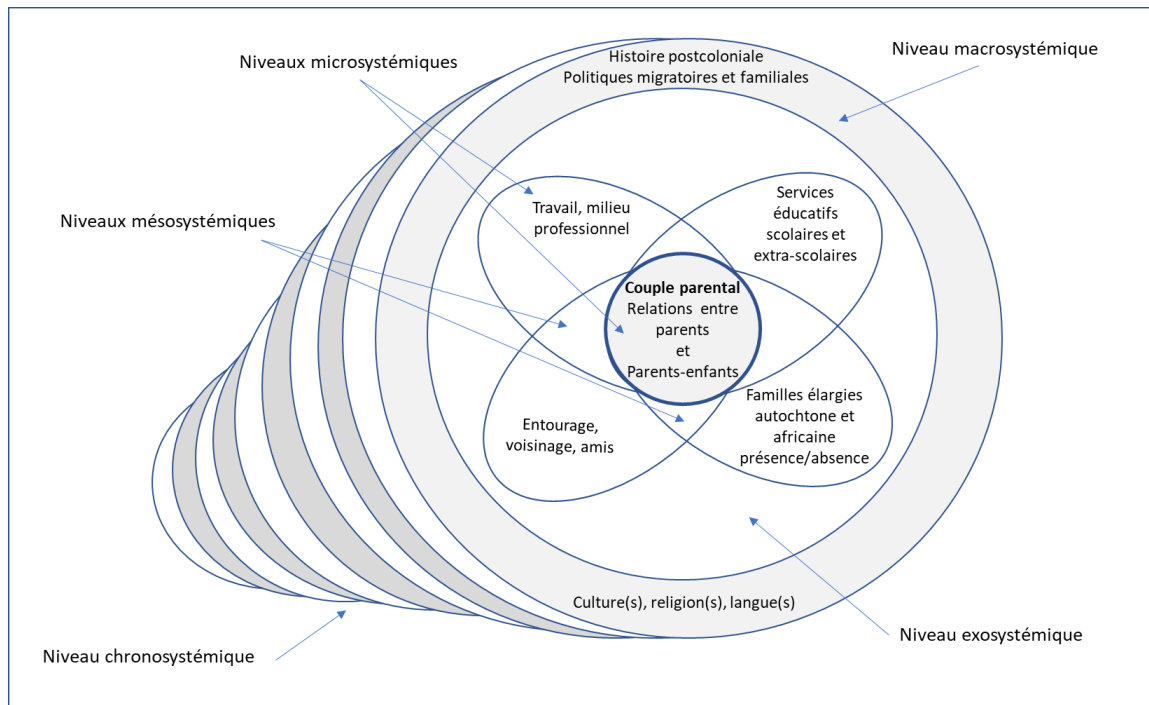 Niveaux microsystémiques
Histoire postcoloniale
Politiques migratoires et familiales
Niveau macrosystémique
Niveaux mésosystémiques
Travail, milieu
professionnel
Services
éducatifs
scolaires et
extra-scolaires
Couple parental
Relations entre
parents
et
Parents-enfants
Entourage,
voisinage, amis
Familles élargies
autochtone et
africaine
présence/absence
Culture(s), religion(s), langue(s)
Niveau exosystémique
Niveau chronosystémique